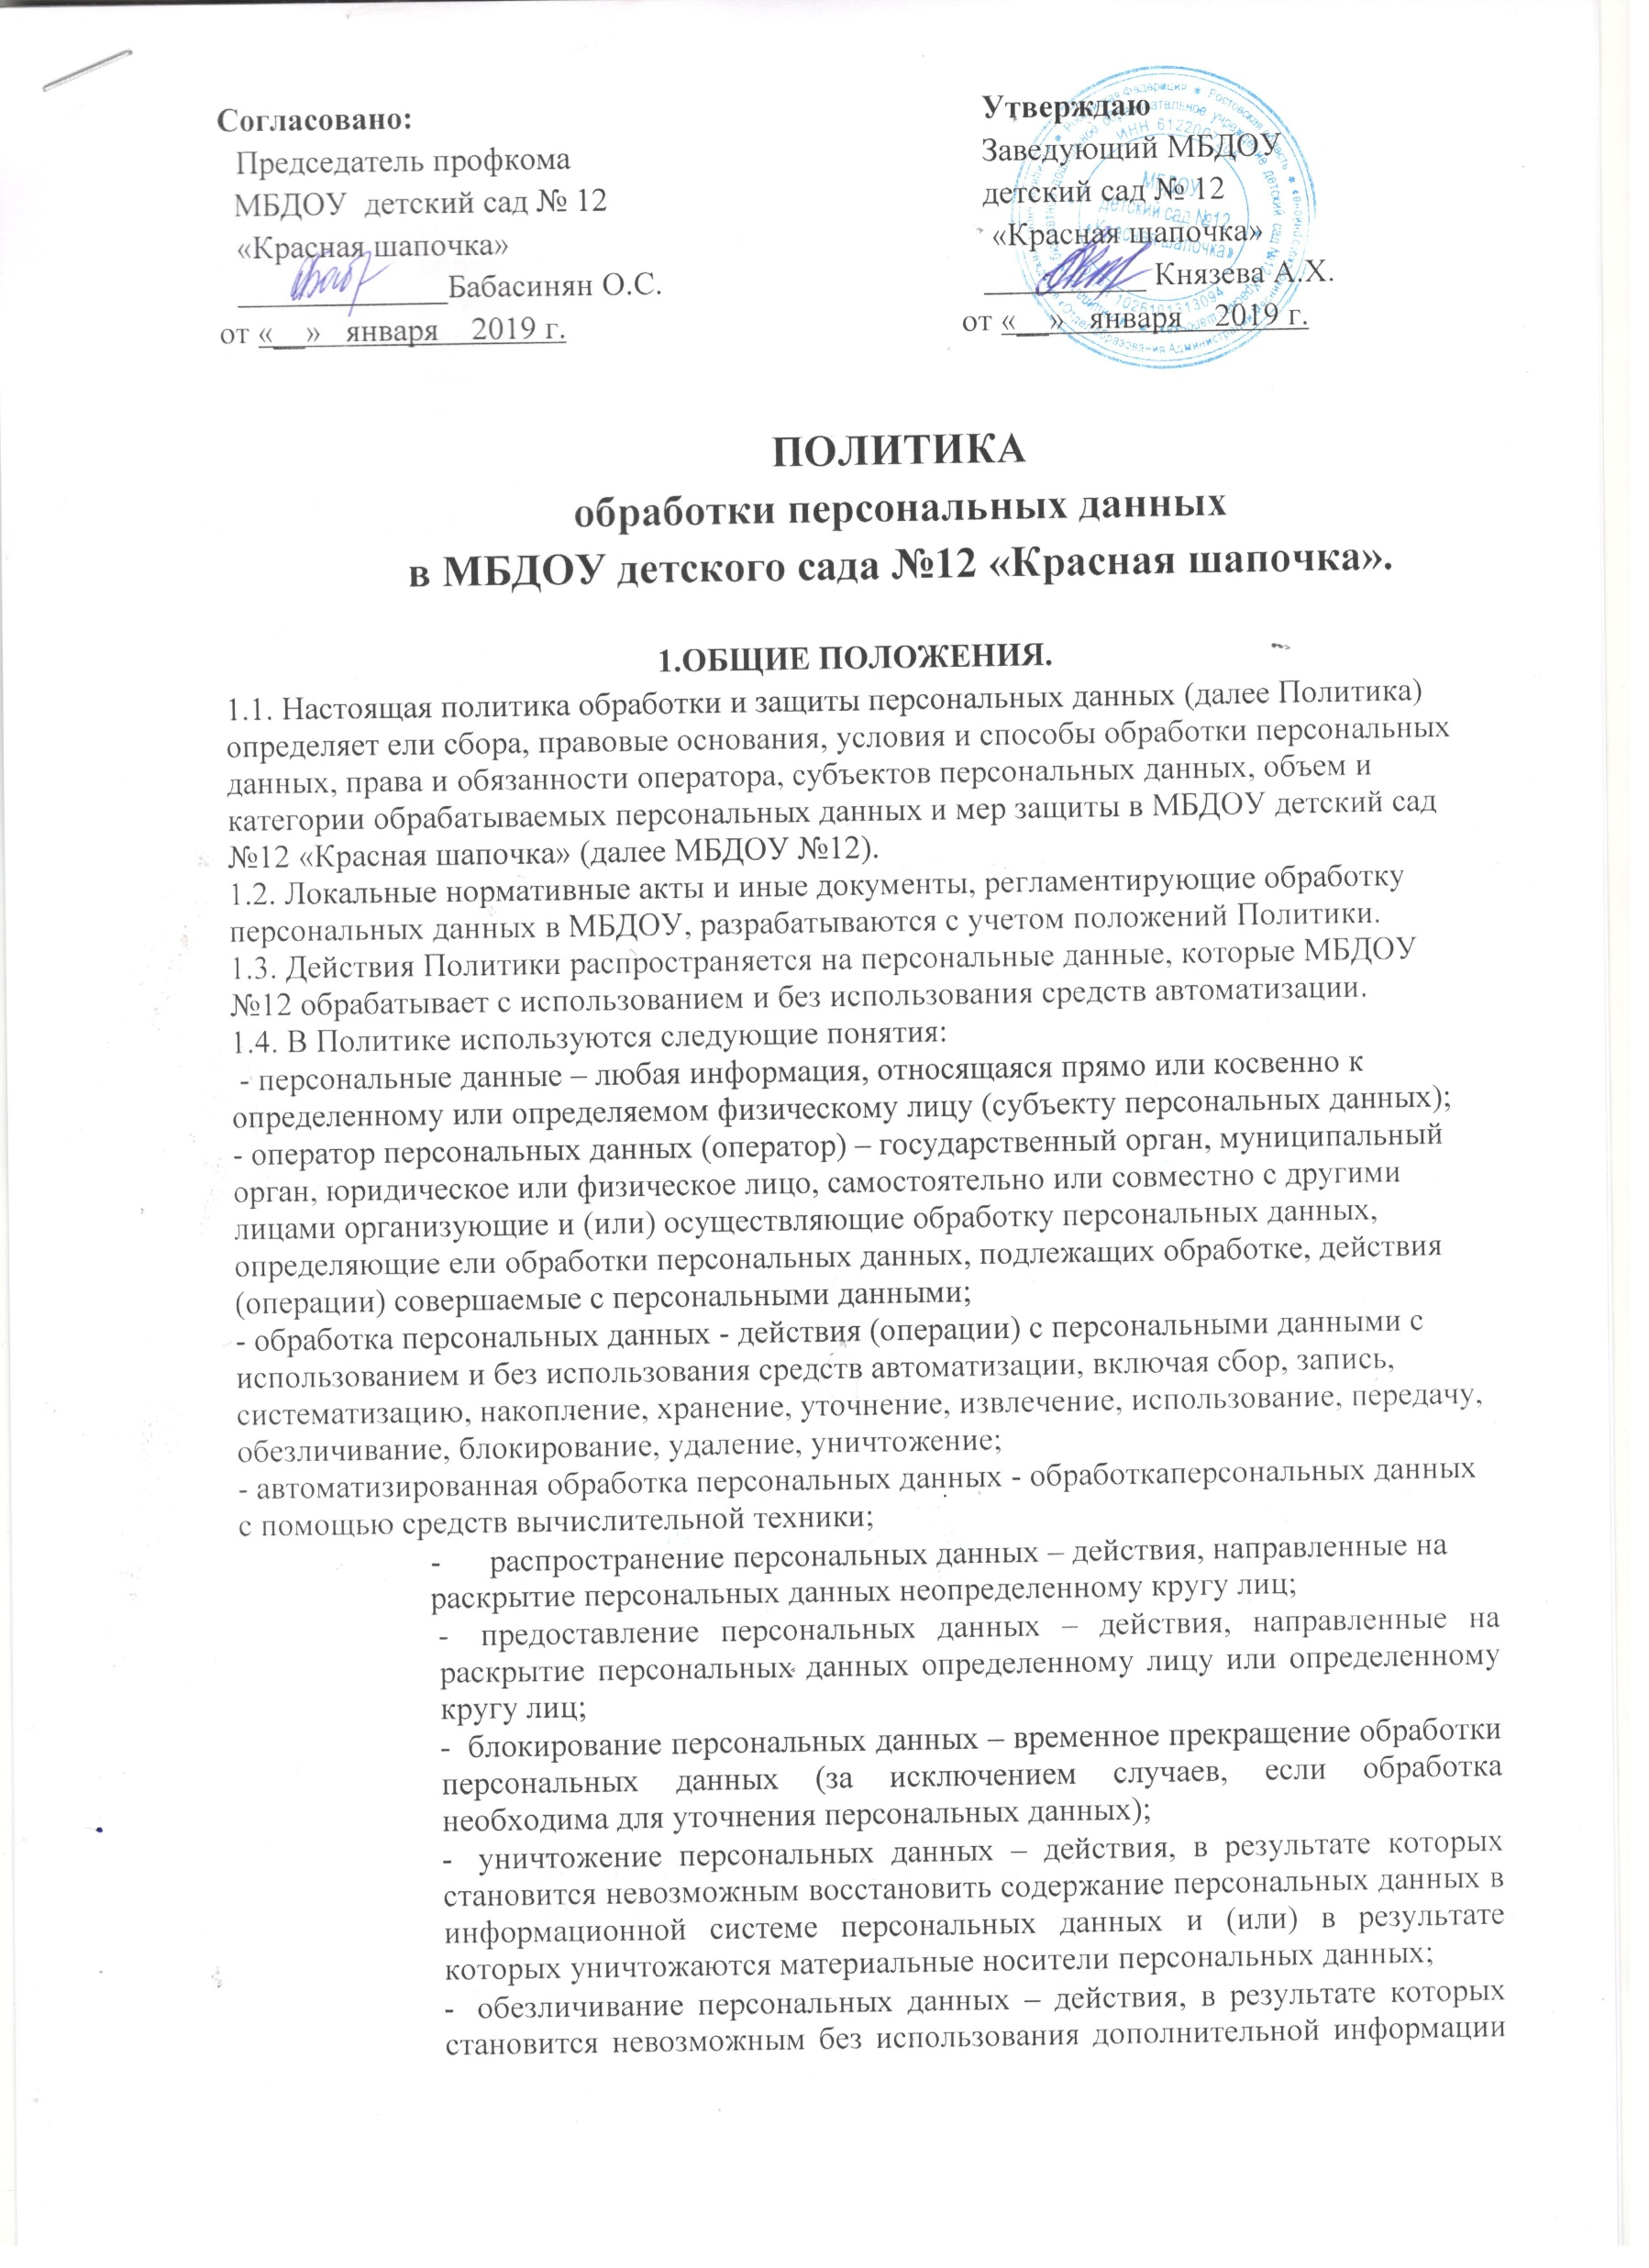 Согласовано:
Председатель профкома
МБДОУ детский сад № 12
«Красная шапочка»
_____________Бабасинян О.С.
от «__» января 2019 г.
Утверждаю
Заведующий МБДОУ
детский сад № 12
«Красная шапочка»
__________ Князева А.Х.
от «__» января 2019 г.
МБДОУ
детский сад №12
«Красная шапочка»
ПОЛИТИКА
обработки персональных данных
в МБДОУ детского сада №12 «Красная шапочка».
1.ОБЩИЕ ПОЛОЖЕНИЯ.
1.1. Настоящая политика обработки и защиты персональных данных (далее Политика)
определяет ели сбора, правовые основания, условия и способы обработки персональных
данных, права и обязанности оператора, субъектов персональных данных, объем и
категории обрабатываемых персональных данных и мер защиты в МБДОУ детский сад
№12 «Красная шапочка» (далее МБДОУ №12).
1.2. Локальные нормативные акты и иные документы, регламентирующие обработку
персональных данных в МБДОУ, разрабатываются с учетом положений Политики.
1.3. Действия Политики распространяется на персональные данные, которые МБДОУ
№12 обрабатывает с использованием и без использования средств автоматизации.
1.4. В Политике используются следующие понятия:
- персональные данные – любая информация, относящаяся прямо или косвенно к
определенному или определяемом физическому лицу (субъекту персональных данных);
- оператор персональных данных (оператор) – государственный орган, муниципальный
орган, юридическое или физическое лицо, самостоятельно или совместно с другими
лицами организующие и (или) осуществляющие обработку персональных данных,
определяющие ели обработки персональных данных, подлежащих обработке, действия
(операции) совершаемые с персональными данными;
- обработка персональных данных - действия (операции) с персональными данными с
использованием и без использования средств автоматизации, включая сбор, запись,
систематизацию, накопление, хранение, уточнение, извлечение, использование, передачу,
обезличивание, блокирование, удаление, уничтожение;
- автоматизированная обработка персональных данных - обработкаперсональных данных
с помощью средств вычислительной техники;
- распространение персональных данных – действия, направленные на
раскрытие персональных данных неопределенному кругу лиц;
- предоставление персональных данных – действия, направленные на
раскрытие персональных данных определенному лицу или определенному
кругу лиц;
- блокирование персональных данных – временное прекращение обработки
персональных данных (за исключением случаев, если обработка
необходима для уточнения персональных данных);
- уничтожение персональных данных – действия, в результате которых
становится невозможным восстановить содержание персональных данных в
информационной системе персональных данных и (или) в результате
которых уничтожаются материальные носители персональных данных;
- обезличивание персональных данных – действия, в результате которых
становится невозможным без использования дополнительной информации